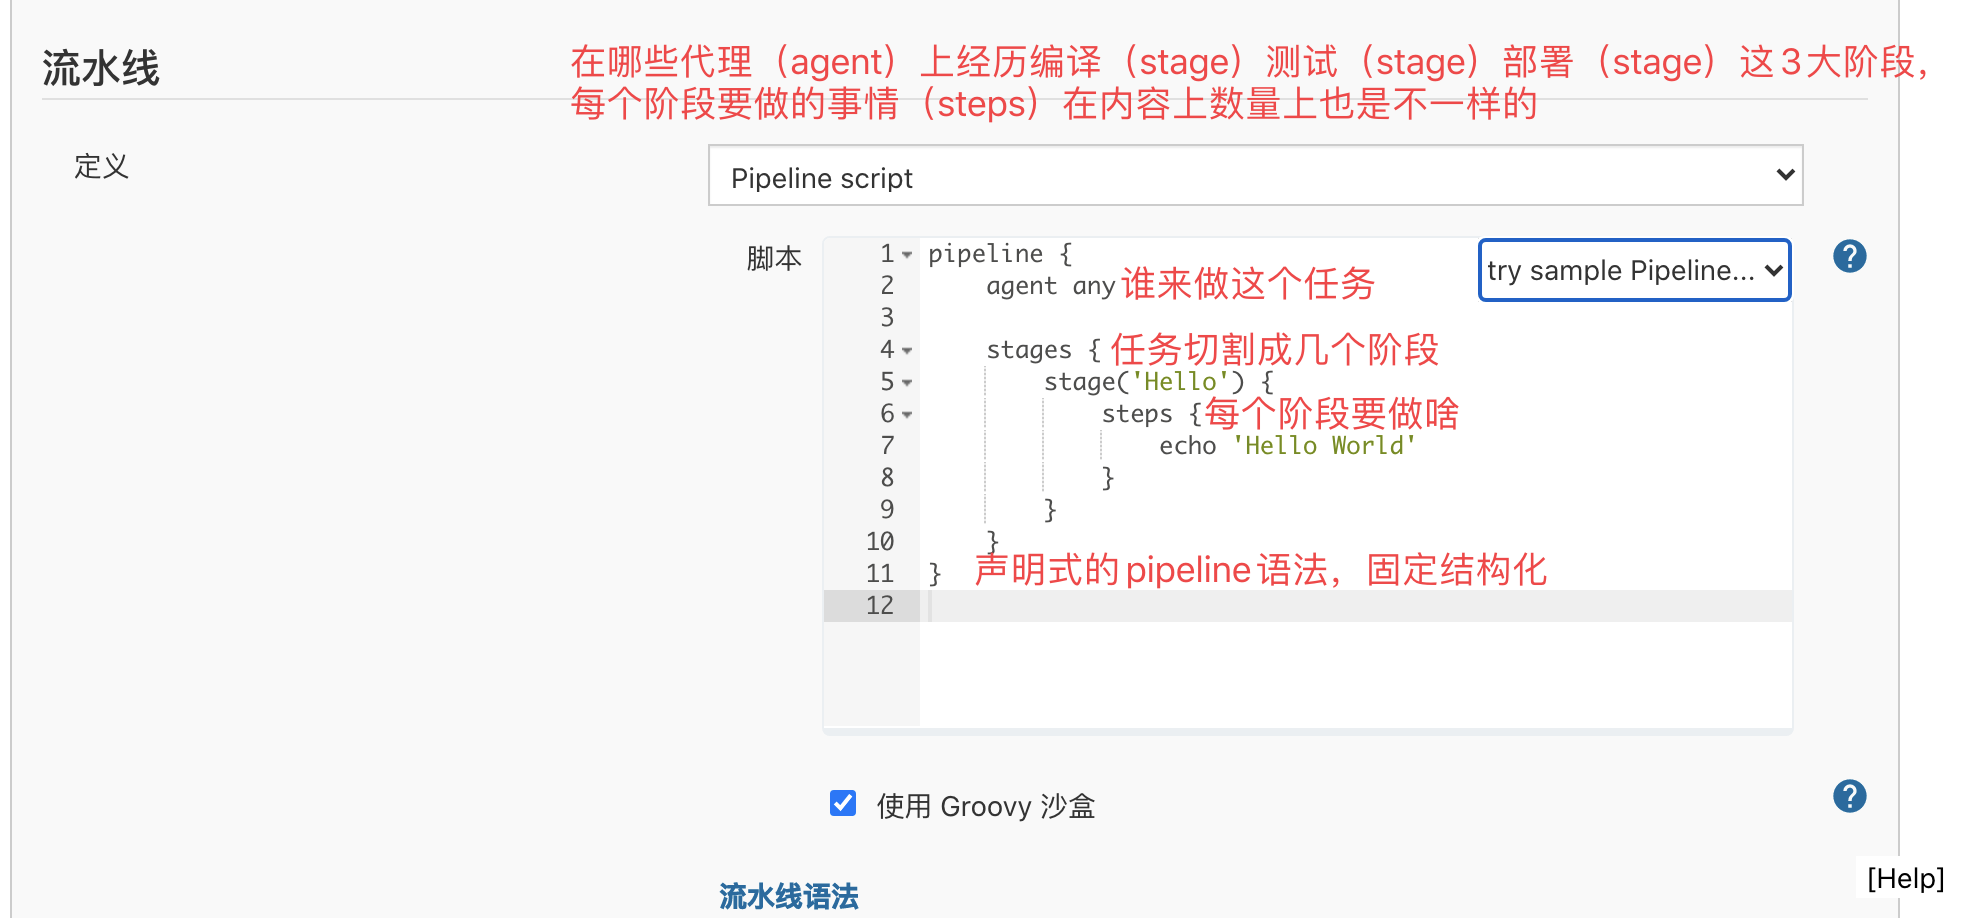 流水线
在哪些代理（agent）上经历编译（stage）测试（stage）部署（stage）这3大阶段，
每个阶段要做的事情（steps）在内容上数量上也是不一样的
定义
Pipeline script
脚本
try sample Pipeline...
1 pipeline {
2 agent any 谁来做这个任务
3
4 stages { 任务切割成几个阶段
5 stage('Hello') {
6 steps { 每个阶段要做啥
7 echo 'Hello World'
8 }
9 }
10 }
11 } 声明式的pipeline语法，固定结构化
12
使用 Groovy 沙盒
流水线语法
[Help]